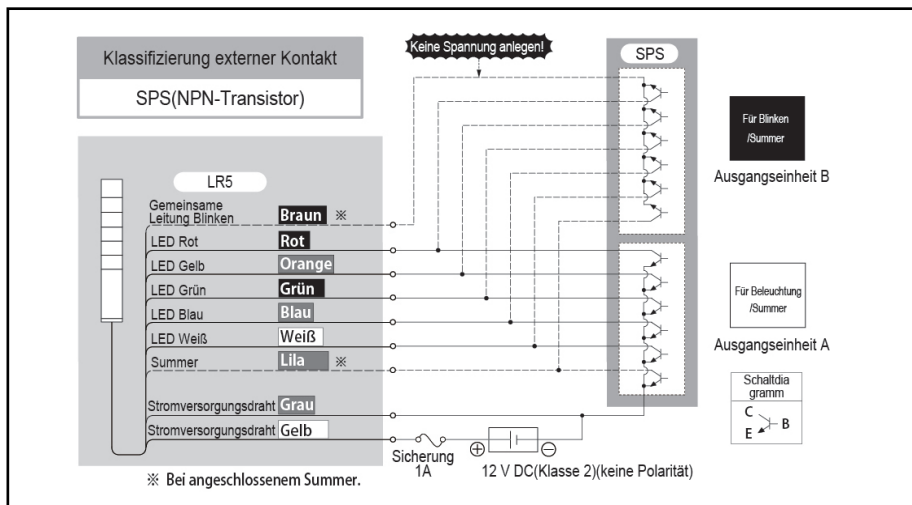 Klassifizierung externer Kontakt
SPS(NPN-Transistor)
Keine Spannung anlegen!
SPS
Für Blinken
/Summer
Ausgangseinheit B
LR5
Gemeinsame
Leitung Blinken
Braun ※
LED Rot Rot
LED Gelb Orange
LED Grün Grün
LED Blau Blau
LED Weiß Weiß
Summer Lila ※
Stromversorgungsdraht Grau
Stromversorgungsdraht Gelb
Für Beleuchtung
/Summer
Ausgangseinheit A
Schaltdia
gramm
C
B
E
Sicherung
1A
⊕ ⊖
12 V DC(Klasse 2)(keine Polarität)
※ Bei angeschlossenem Summer.